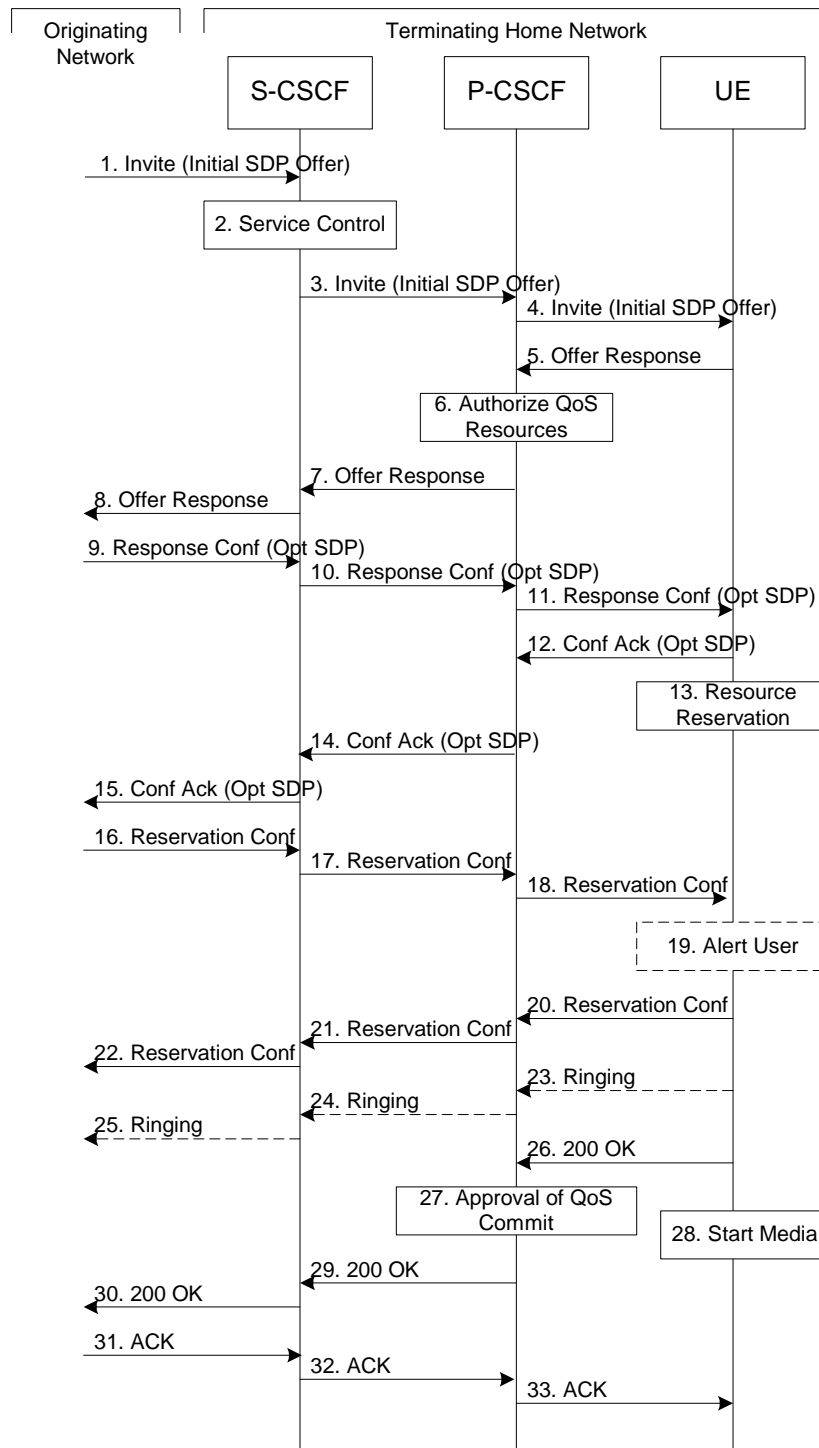 Originating
Network
Terminating Home Network
S-CSCF
P-CSCF
UE
1. Invite (Initial SDP Offer)
2. Service Control
3. Invite (Initial SDP Offer)
4. Invite (Initial SDP Offer)
5. Offer Response
6. Authorize QoS
Resources
7. Offer Response
8. Offer Response
9. Response Conf (Opt SDP)
10. Response Conf (Opt SDP)
11. Response Conf (Opt SDP)
12. Conf Ack (Opt SDP)
13. Resource
Reservation
14. Conf Ack (Opt SDP)
15. Conf Ack (Opt SDP)
16. Reservation Conf
17. Reservation Conf
18. Reservation Conf
19. Alert User
20. Reservation Conf
21. Reservation Conf
22. Reservation Conf
23. Ringing
24. Ringing
25. Ringing
26. 200 OK
27. Approval of QoS
Commit
28. Start Media
29. 200 OK
30. 200 OK
31. ACK
32. ACK
33. ACK